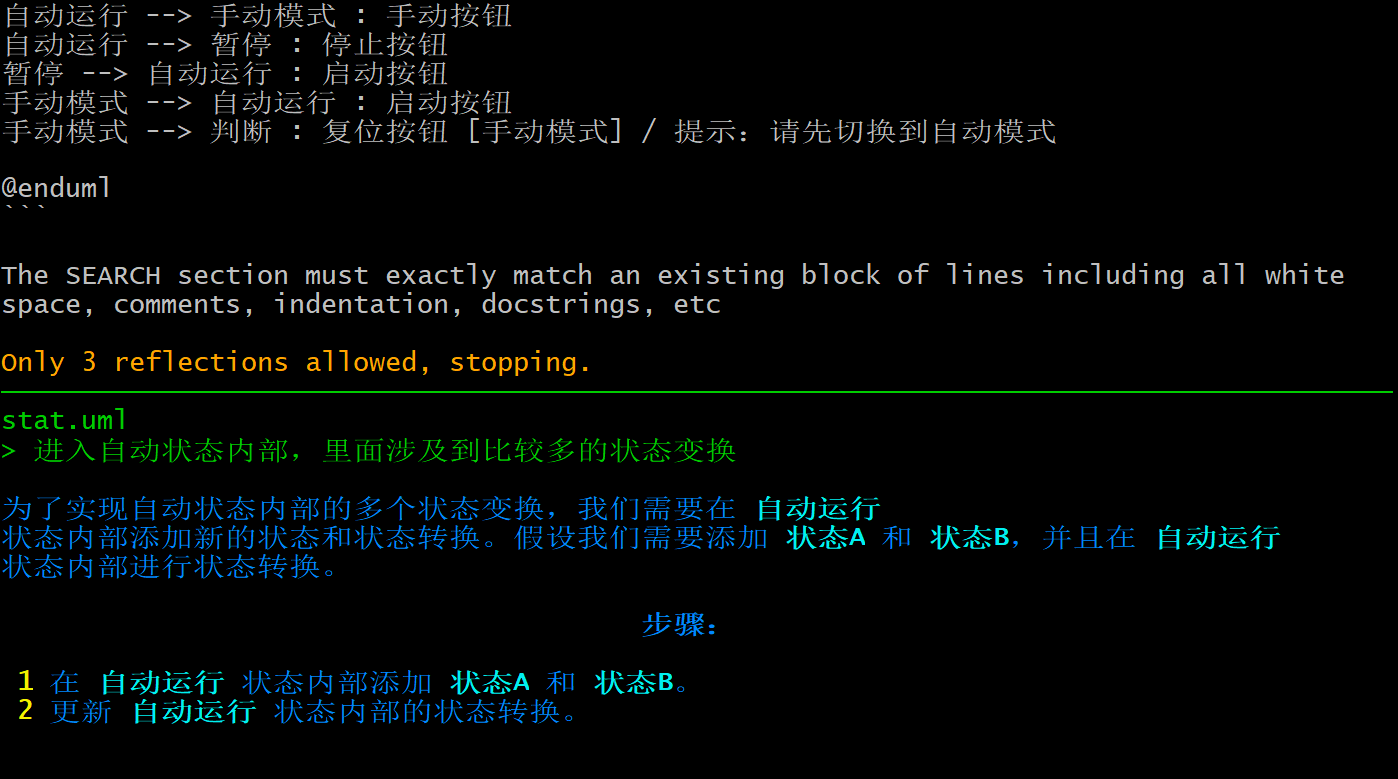 自动运行 --> 手动模式 : 手动按钮
自动运行 --> 暂停 : 停止按钮
暂停 --> 自动运行 : 启动按钮
手动模式 --> 自动运行 : 启动按钮
手动模式 --> 判断 : 复位按钮 [手动模式] / 提示：请先切换到自动模式
@enduml
```
The SEARCH section must exactly match an existing block of lines including all white
space, comments, indentation, docstrings, etc
Only 3 reflections allowed, stopping.
stat.uml
> 进入自动状态内部，里面涉及到比较多的状态变换
为了实现自动状态内部的多个状态变换，我们需要在 自动运行
状态内部添加新的状态和状态转换。假设我们需要添加 状态A 和 状态B，并且在 自动运行
状态内部进行状态转换。
步骤：
1 在 自动运行 状态内部添加 状态A 和 状态B。
2 更新 自动运行 状态内部的状态转换。